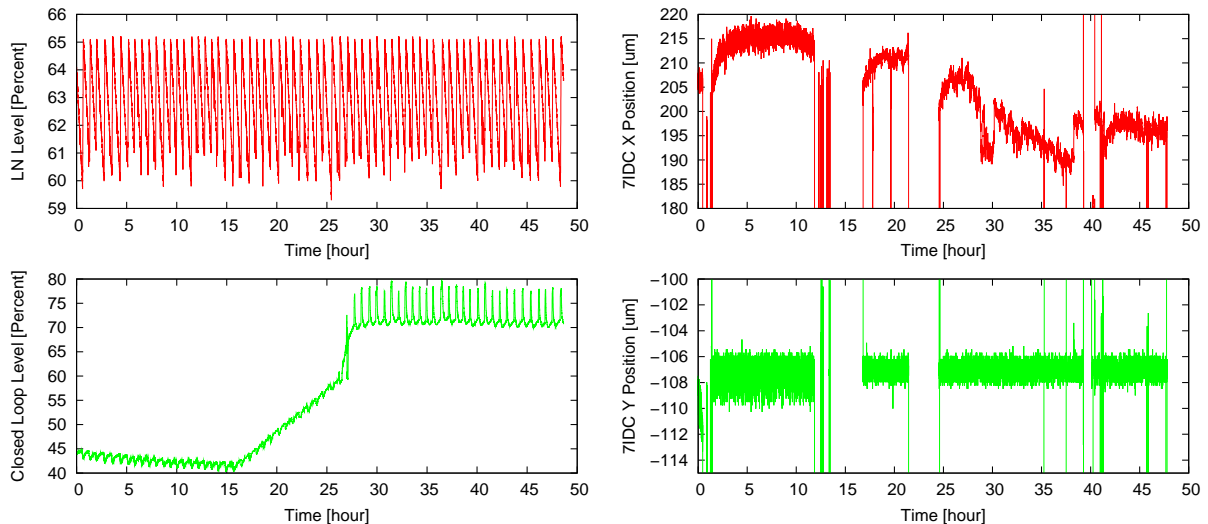 LN Level [Percent]
66
65
64
63
62
61
60
59
0 5 10 15 20 25 30 35 40 45 50
Time [hour]
7IDC X Position [um]
220
215
210
205
200
195
190
185
180
0 5 10 15 20 25 30 35 40 45 50
Time [hour]
Closed Loop Level [Percent]
80
75
70
65
60
55
50
45
40
0 5 10 15 20 25 30 35 40 45 50
Time [hour]
7IDC Y Position [um]
−100
−102
−104
−106
−108
−110
−112
−114
0 5 10 15 20 25 30 35 40 45 50
Time [hour]